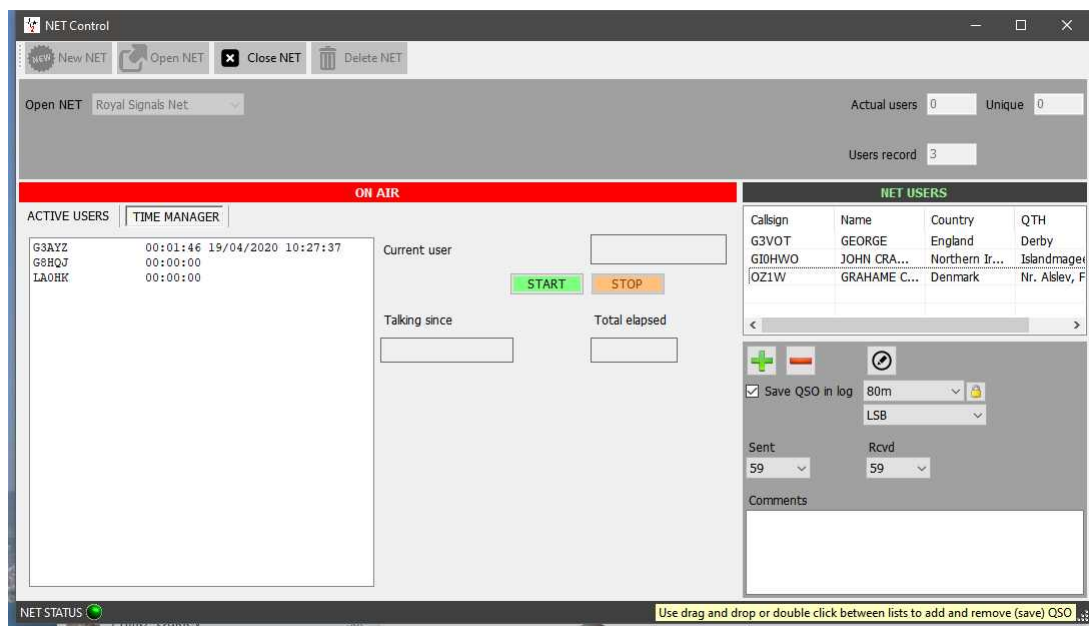 NET Control
NEW New NET Open NET Close NET Delete NET
Open NET Royal Signals Net Actual users 0 Unique 0
Users record 3
ON AIR NET USERS
ACTIVE USERS TIME MANAGER
Callsign Name Country QTH
G3AYZ 00:01:46 19/04/2020 10:27:37
G8HQJ 00:00:00
LA0HK 00:00:00
Current user
START STOP
Talking since Total elapsed
G3VOT GEORGE England Derby
GI0HWO JOHN CRA... Northern Ir... Islandmagee
OZ1W GRAHAME C... Denmark Nr. Alslev, F
Save QSO in log 80m
LSB
Sent Rcvd
59 59
Comments
NET STATUS Use drag and drop or double click between lists to add and remove (save) QSO